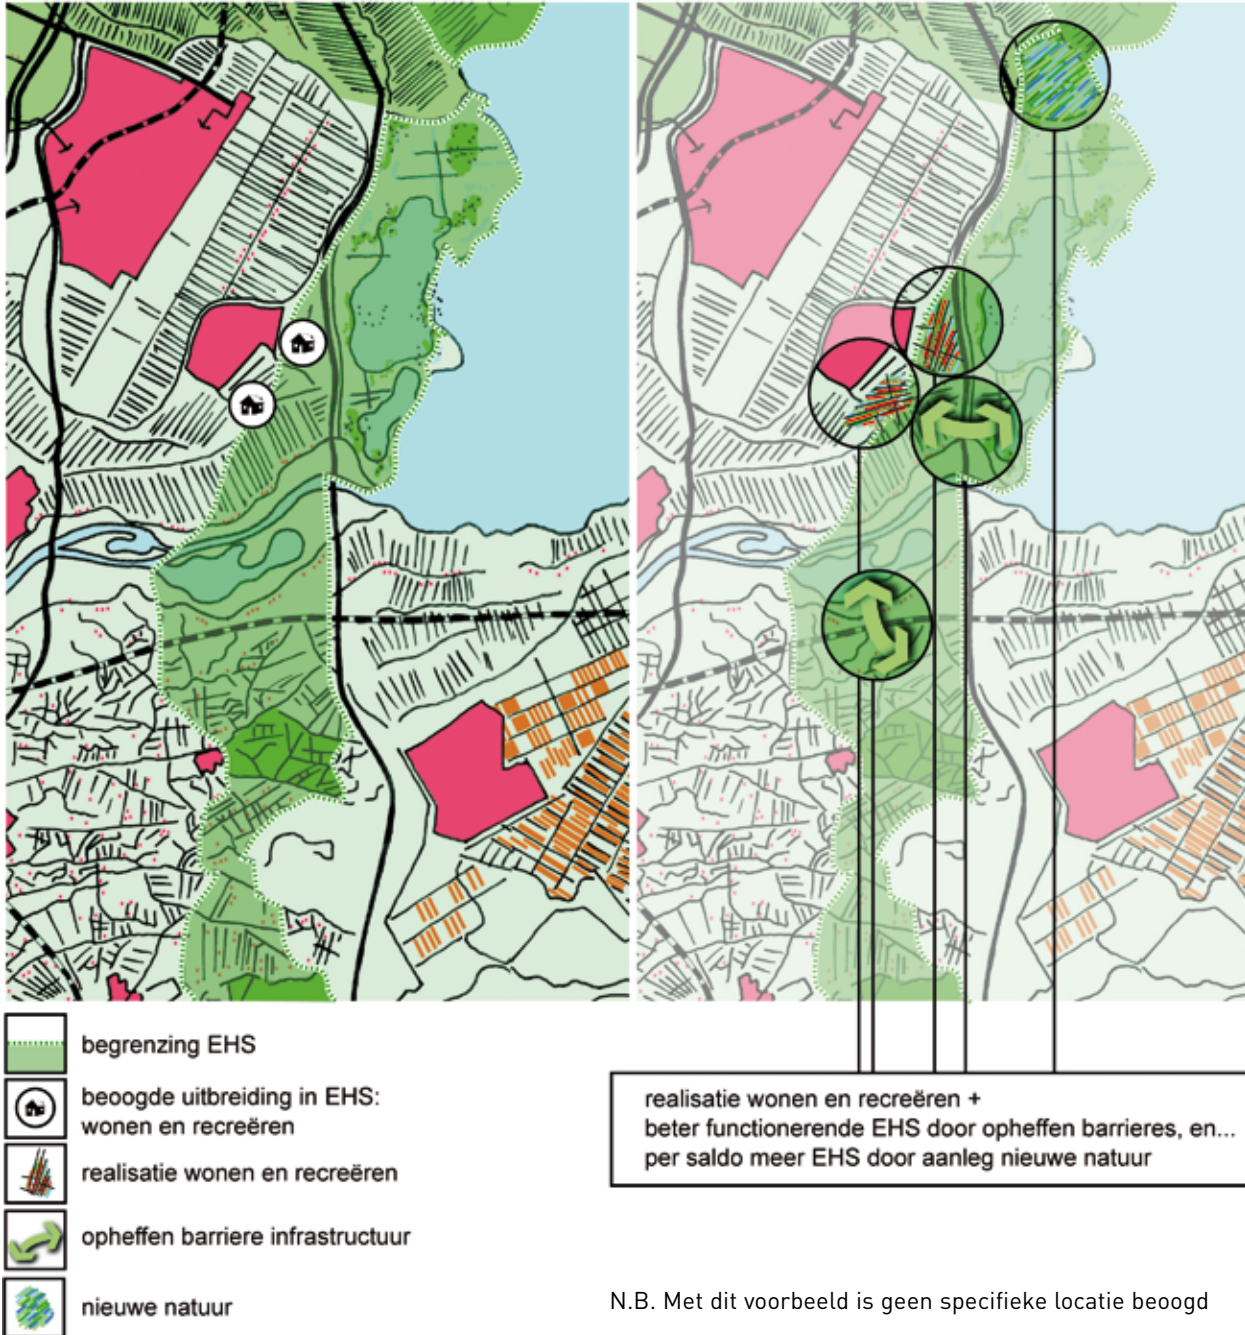 begrenzing EHS
beoogde uitbreiding in EHS:
wonen en recreëren
realisatie wonen en recreëren
opheffen barriere infrastructuur
nieuwe natuur
realisatie wonen en recreëren +
beter functionerende EHS door opheffen barrieres, en...
per saldo meer EHS door aanleg nieuwe natuur
N.B. Met dit voorbeeld is geen specifieke locatie beoogd